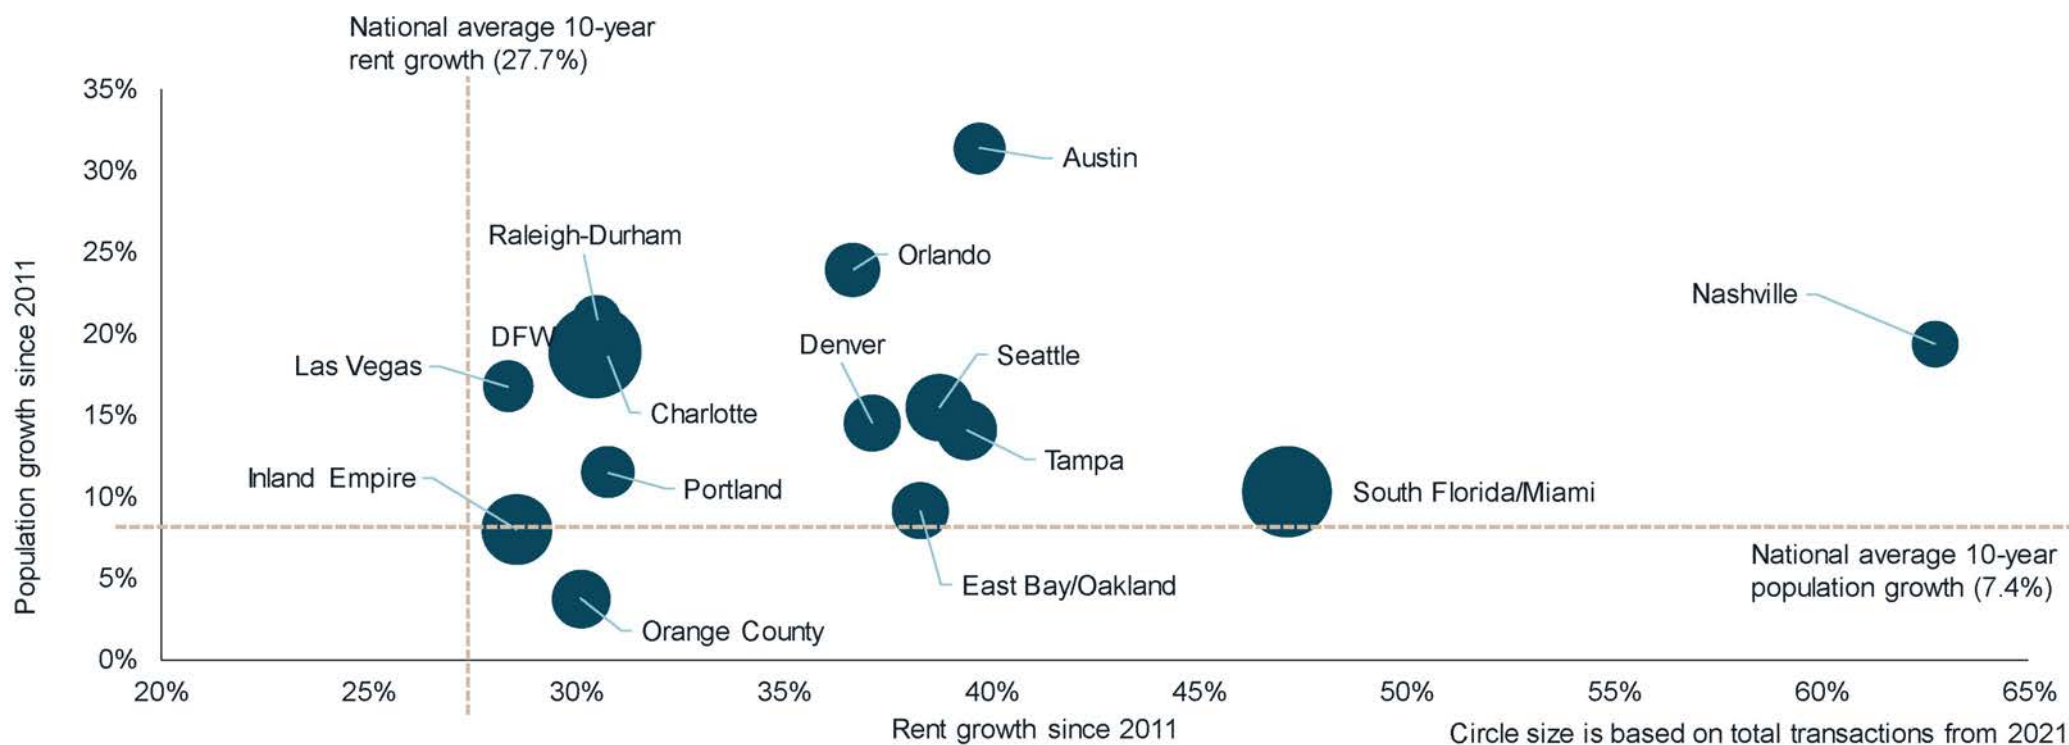 National average 10-year
rent growth (27.7%)
35%
30%
25%
20%
15%
10%
5%
0%
Population growth since 2011
Austin
Raleigh-Durham
Orlando
Nashville
DFW
Denver
Seattle
Las Vegas
Charlotte
Tampa
Inland Empire
Portland
South Florida/Miami
National average 10-year
population growth (7.4%)
East Bay/Oakland
Orange County
20%
25%
30%
35%
40%
45%
50%
55%
60%
65%
Rent growth since 2011
Circle size is based on total transactions from 2021